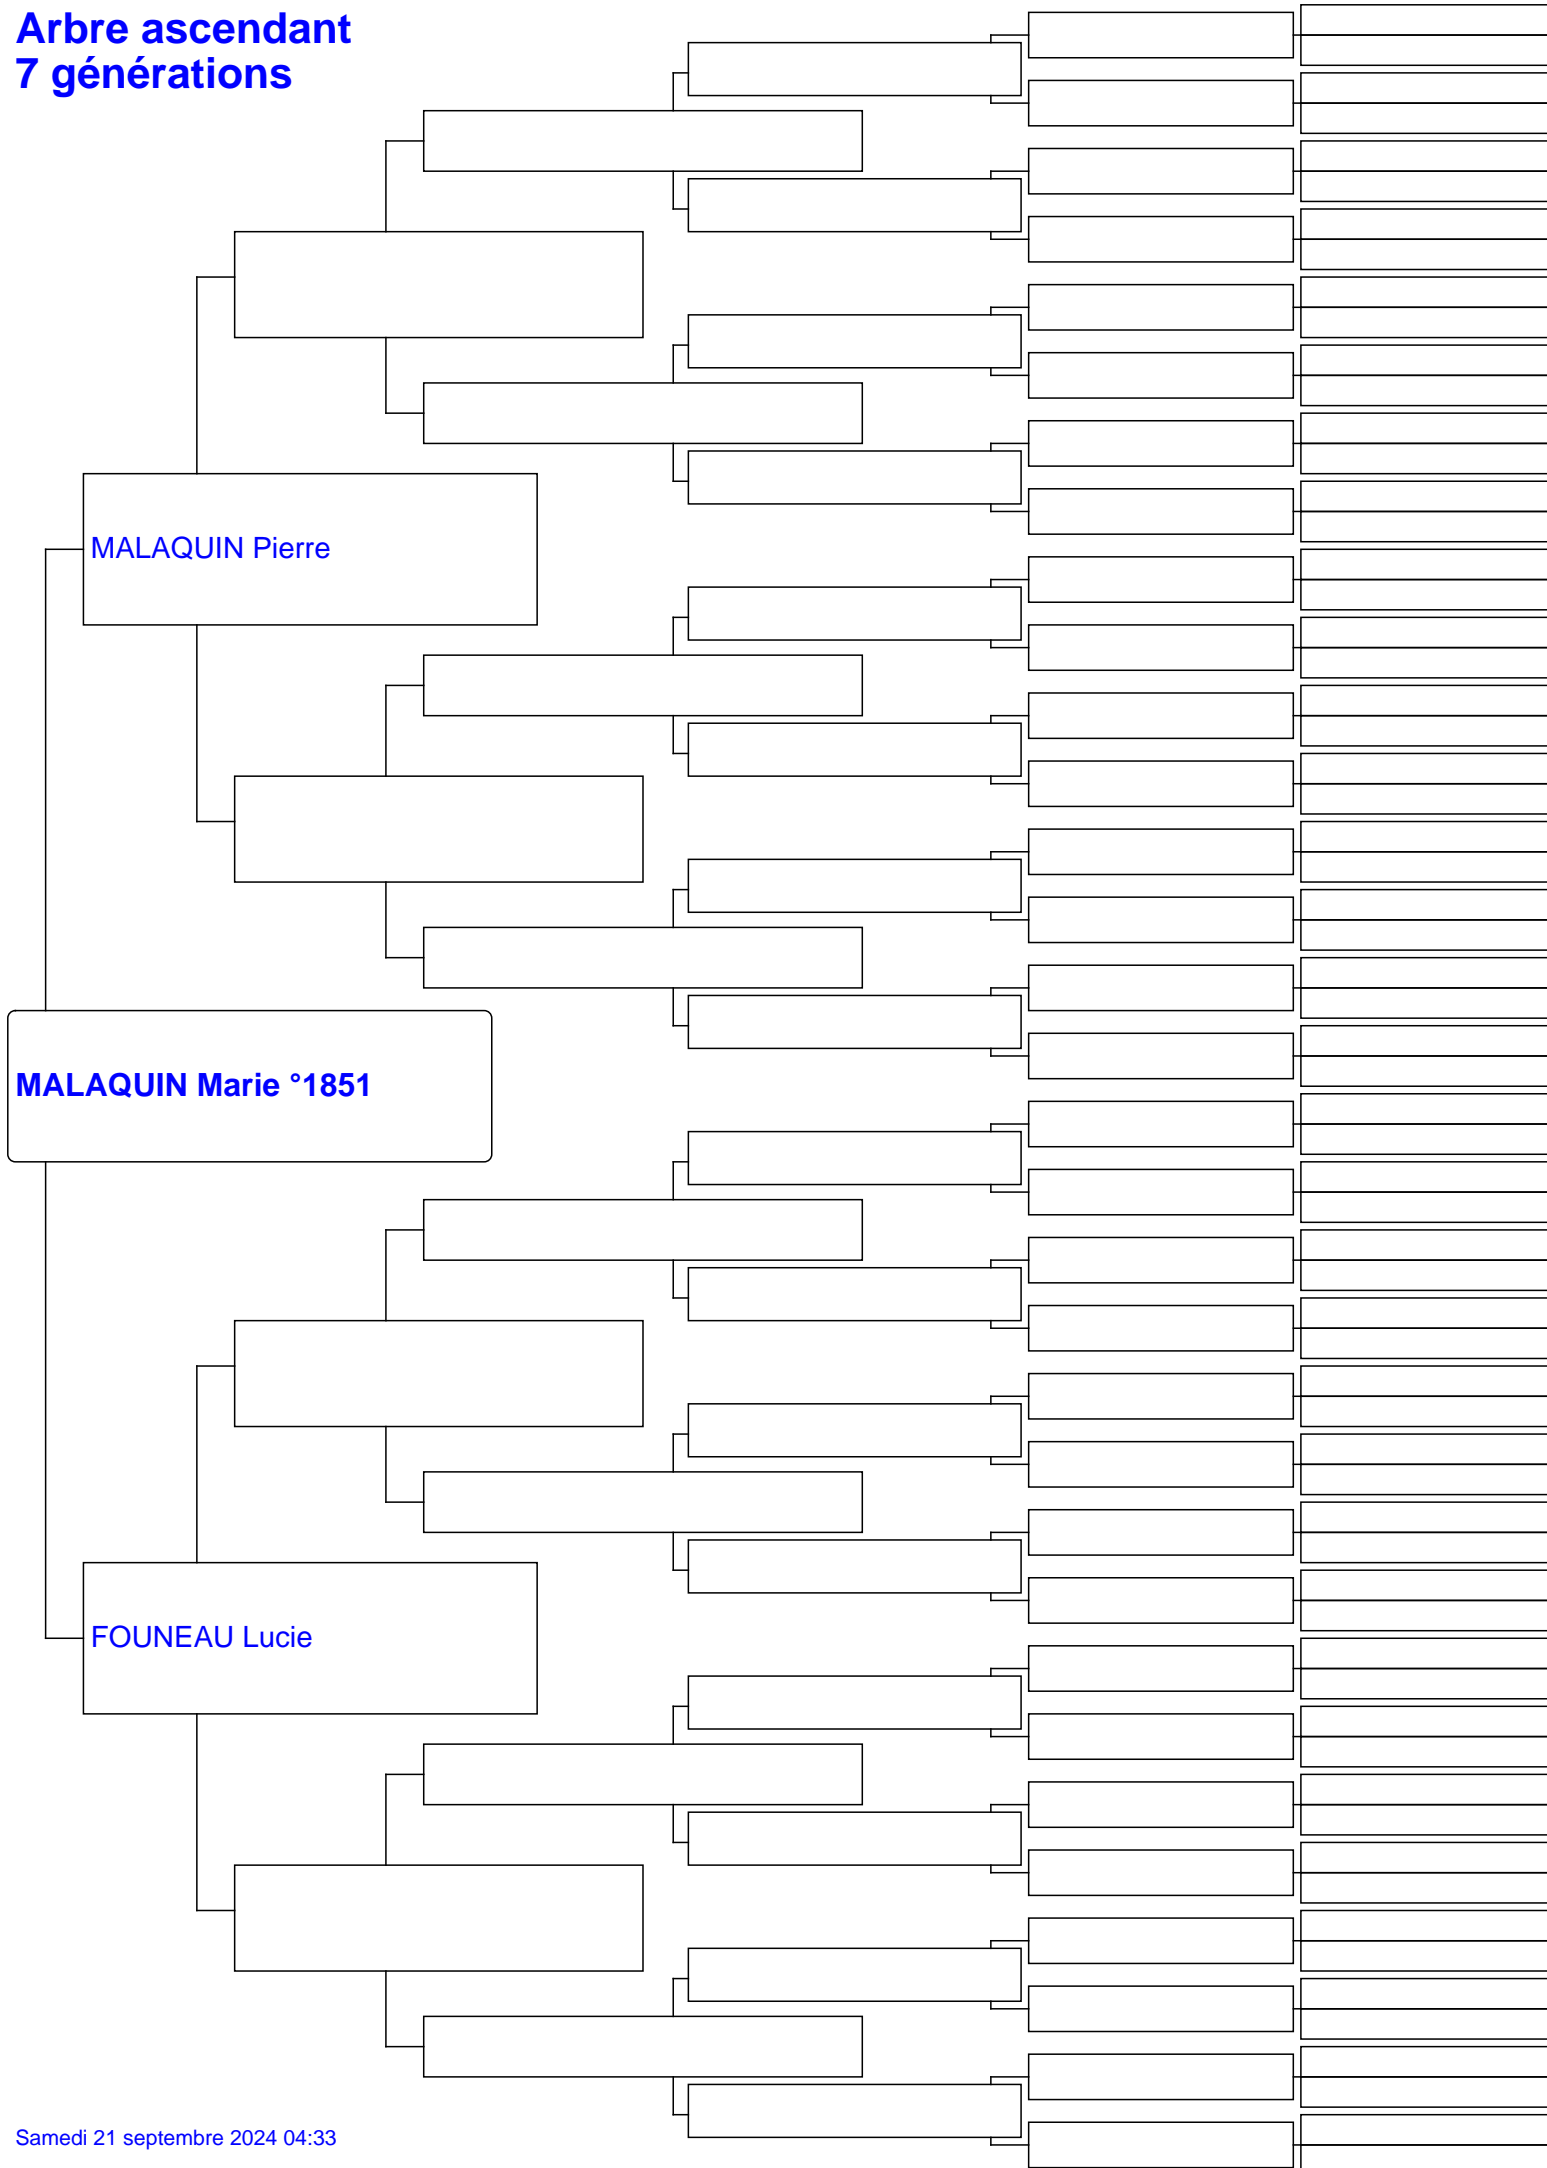 Arbre ascendant
7 générations
MALAQUIN Pierre
MALAQUIN Marie °1851
FOUNEAU Lucie
Samedi 21 septembre 2024 04:33